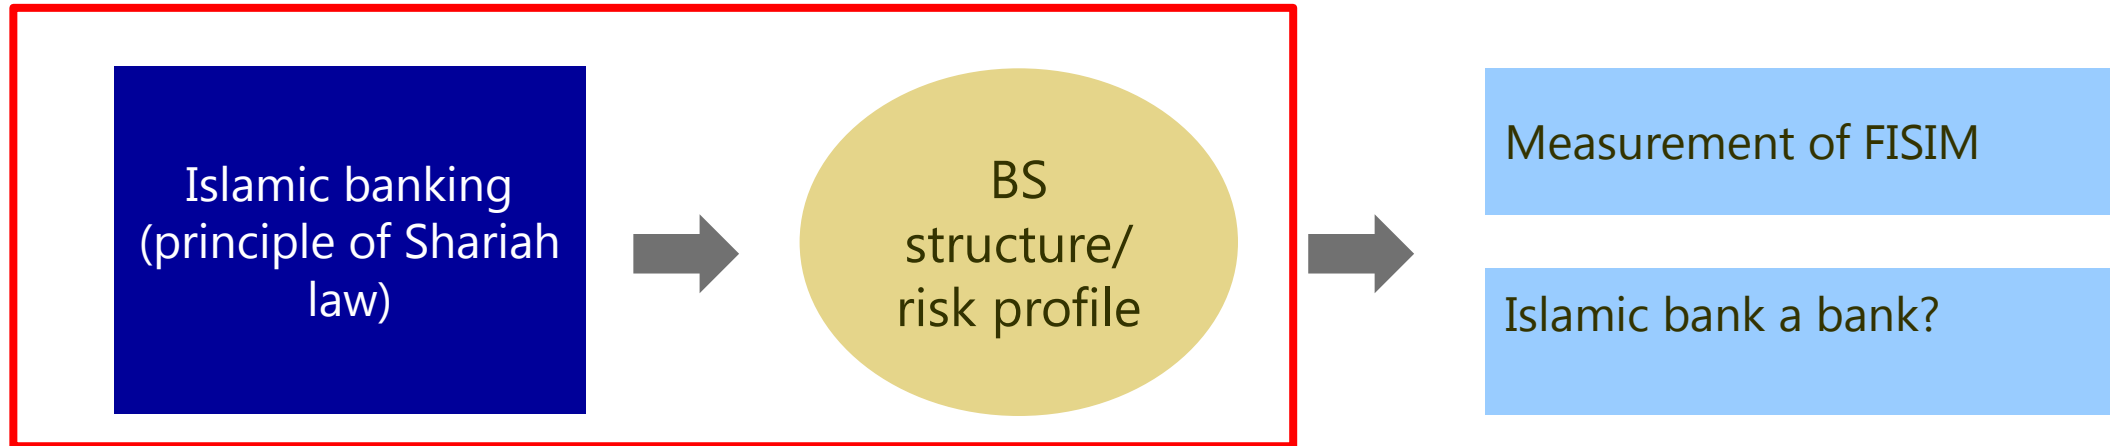 Islamic banking
(principle of Shariah
law)
BS
structure/
risk profile
Measurement of FISIM
Islamic bank a bank?